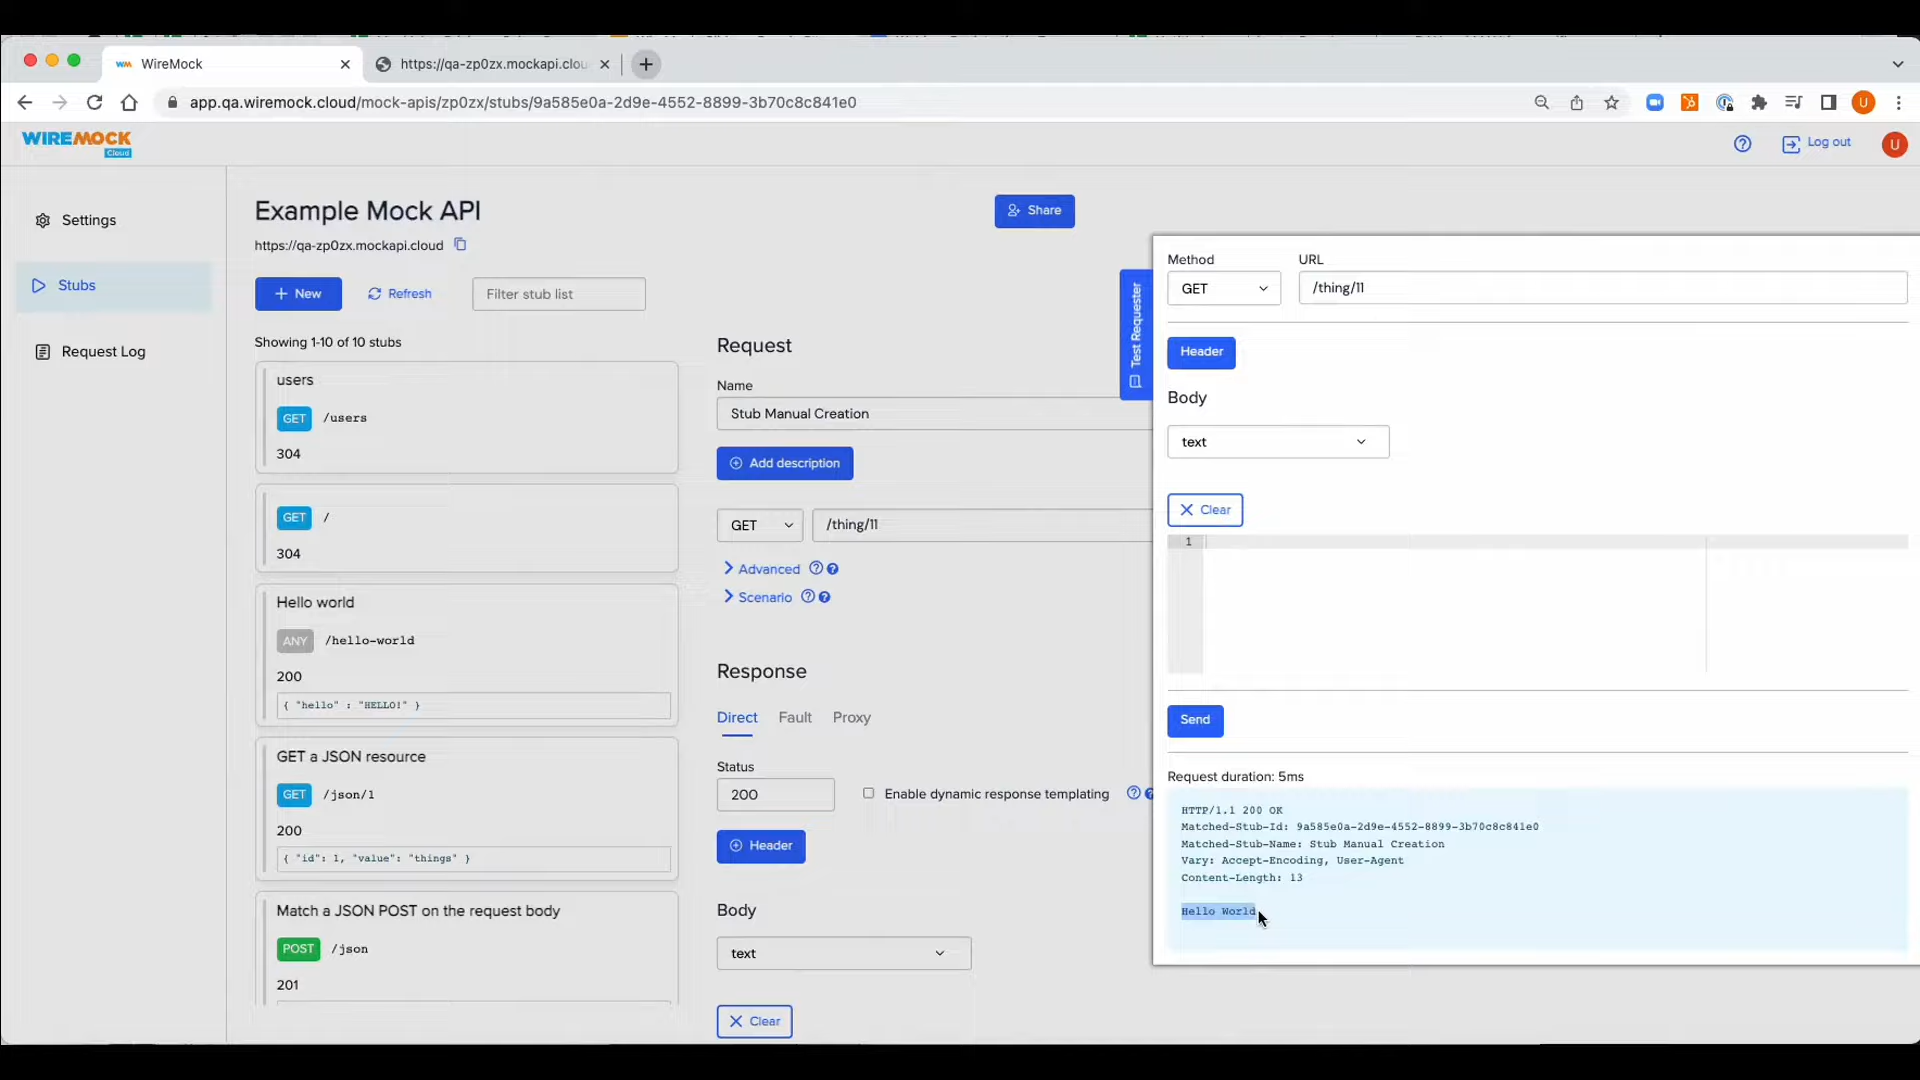 WireMock
https://qa-zp0zx.mockapi.clou
app.qa.wiremock.cloud/mock-apis/zp0zx/stubs/9a585e0a-2d9e-4552-8899-3b70c8c841e0
U
WIREMOCK
Cloud
Log out
U
Settings
Stubs
Request Log
Example Mock API
Share
https://qa-zp0zx.mockapi.cloud
New
Refresh
Filter stub list
Showing 1-10 of 10 stubs
users
GET /users
304
GET /
304
Hello world
ANY /hello-world
200
{ "hello" : "HELLO!" }
GET a JSON resource
GET /json/1
200
{ "id": 1, "value": "things" }
Match a JSON POST on the request body
POST /json
201
Request
Name
Stub Manual Creation
Add description
GET /thing/11
Advanced
Scenario
Response
Direct Fault Proxy
Status
200 Enable dynamic response templating
Header
Body
text
Clear
Test Requester
Method URL
GET /thing/11
Header
Body
text
Clear
1
Send
Request duration: 5ms
HTTP/1.1 200 OK
Matched-Stub-Id: 9a585e0a-2d9e-4552-8899-3b70c8c841e0
Matched-Stub-Name: Stub Manual Creation
Vary: Accept-Encoding, User-Agent
Content-Length: 13
Hello World